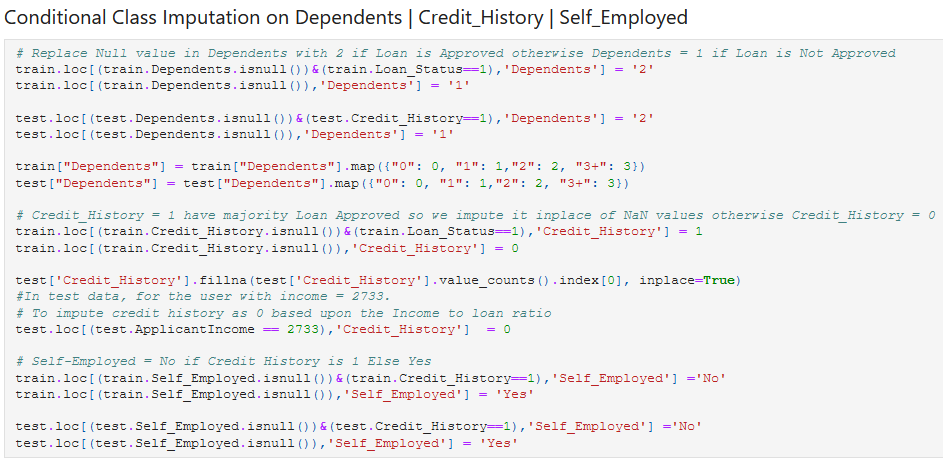 Conditional Class Imputation on Dependents | Credit_History | Self_Employed
# Replace Null value in Dependents with 2 if Loan is Approved otherwise Dependents = 1 if Loan is Not Approved
train.loc[(train.Dependents.isnull())&(train.Loan_Status==1),'Dependents'] = '2'
train.loc[(train.Dependents.isnull()),'Dependents'] = '1'
test.loc[(test.Dependents.isnull())&(test.Credit_History==1),'Dependents'] = '2'
test.loc[(test.Dependents.isnull()),'Dependents'] = '1'
train["Dependents"] = train["Dependents"].map({"0": 0, "1": 1,"2": 2, "3+": 3})
test["Dependents"] = test["Dependents"].map({"0": 0, "1": 1,"2": 2, "3+": 3})
# Credit_History = 1 have majority Loan Approved so we impute it inplace of NaN values otherwise Credit_History = 0
train.loc[(train.Credit_History.isnull())&(train.Loan_Status==1),'Credit_History'] = 1
train.loc[(train.Credit_History.isnull()),'Credit_History'] = 0
test['Credit_History'].fillna(test['Credit_History'].value_counts().index[0], inplace=True)
#In test data, for the user with income = 2733.
# To impute credit history as 0 based upon the Income to loan ratio
test.loc[(test.ApplicantIncome == 2733),'Credit_History']  = 0
# Self-Employed = No if Credit History is 1 Else Yes
train.loc[(train.Self_Employed.isnull())&(train.Credit_History==1),'Self_Employed'] ='No'
train.loc[(train.Self_Employed.isnull()),'Self_Employed'] = 'Yes'
test.loc[(test.Self_Employed.isnull())&(test.Credit_History==1),'Self_Employed'] ='No'
test.loc[(test.Self_Employed.isnull()),'Self_Employed'] = 'Yes'